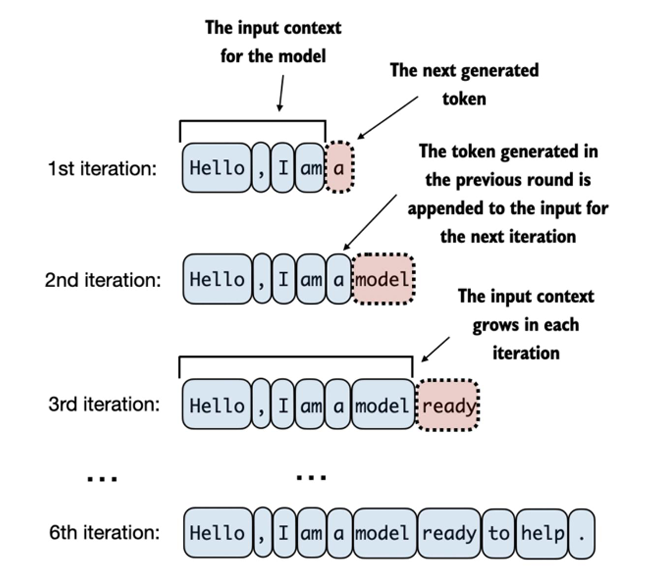 The input context
for the model
The next generated
token
1st iteration: Hello , I am a
The token generated in
the previous round is
appended to the input for
the next iteration
2nd iteration: Hello , I am a model
The input context
grows in each
iteration
3rd iteration: Hello , I am a model ready
... ...
6th iteration: Hello , I am a model ready to help .